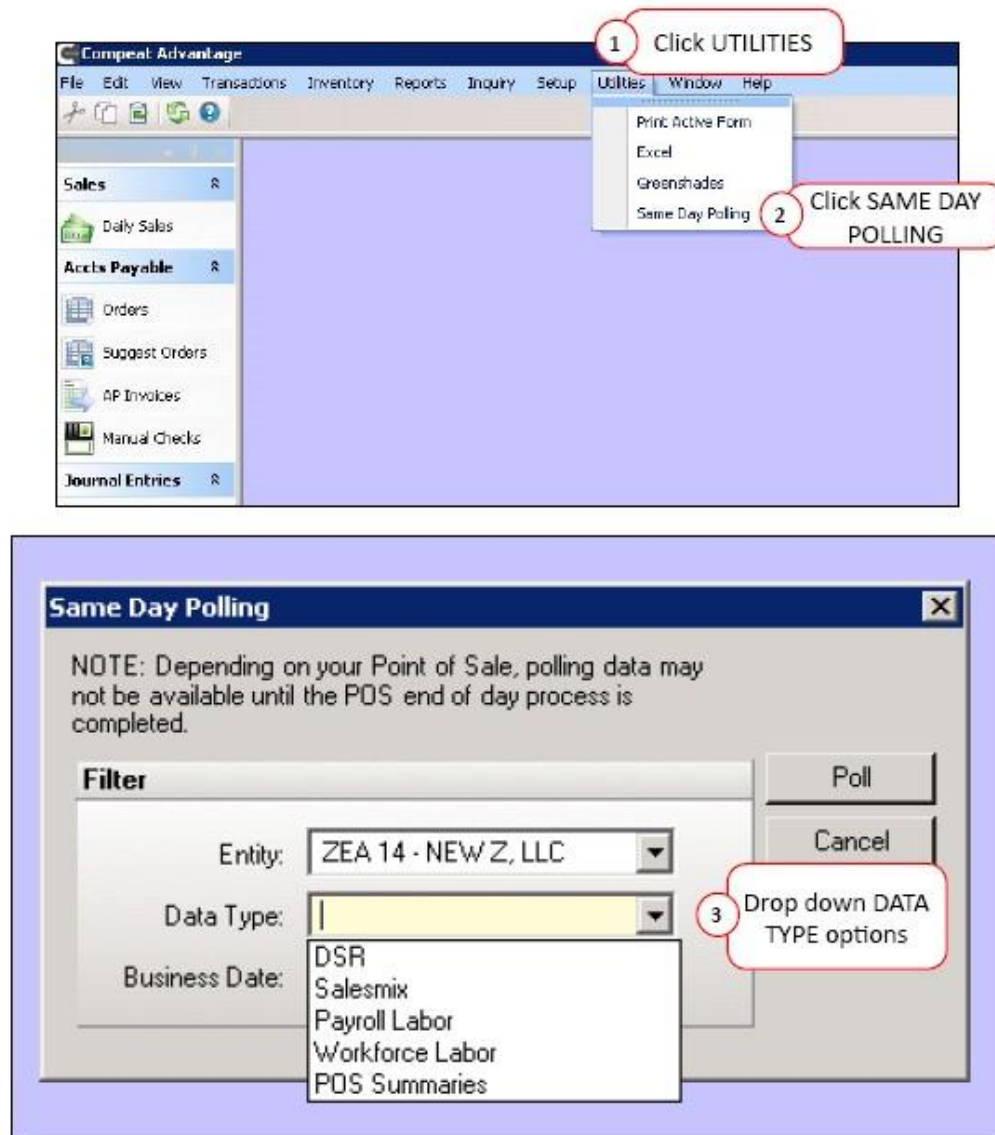 1 Click UTILITIES
Compeat Advantage
File Edit View Transactions Inventory Reports Inquiry Setup Utilities Window Help
Print Active Form
Excel
Greenshades
Same Day Polling
2 Click SAME DAY
POLLING
Sales
Daily Sales
Accts Payable
Orders
Suggest Orders
AP Invoices
Manual Checks
Journal Entries
Same Day Polling
NOTE: Depending on your Point of Sale, polling data may
not be available until the POS end of day process is
completed.
Filter
Poll
Entity: ZEA 14 - NEW Z, LLC
Cancel
Data Type:
3 Drop down DATA
TYPE options
Business Date:
DSR
Salesmix
Payroll Labor
Workforce Labor
POS Summaries